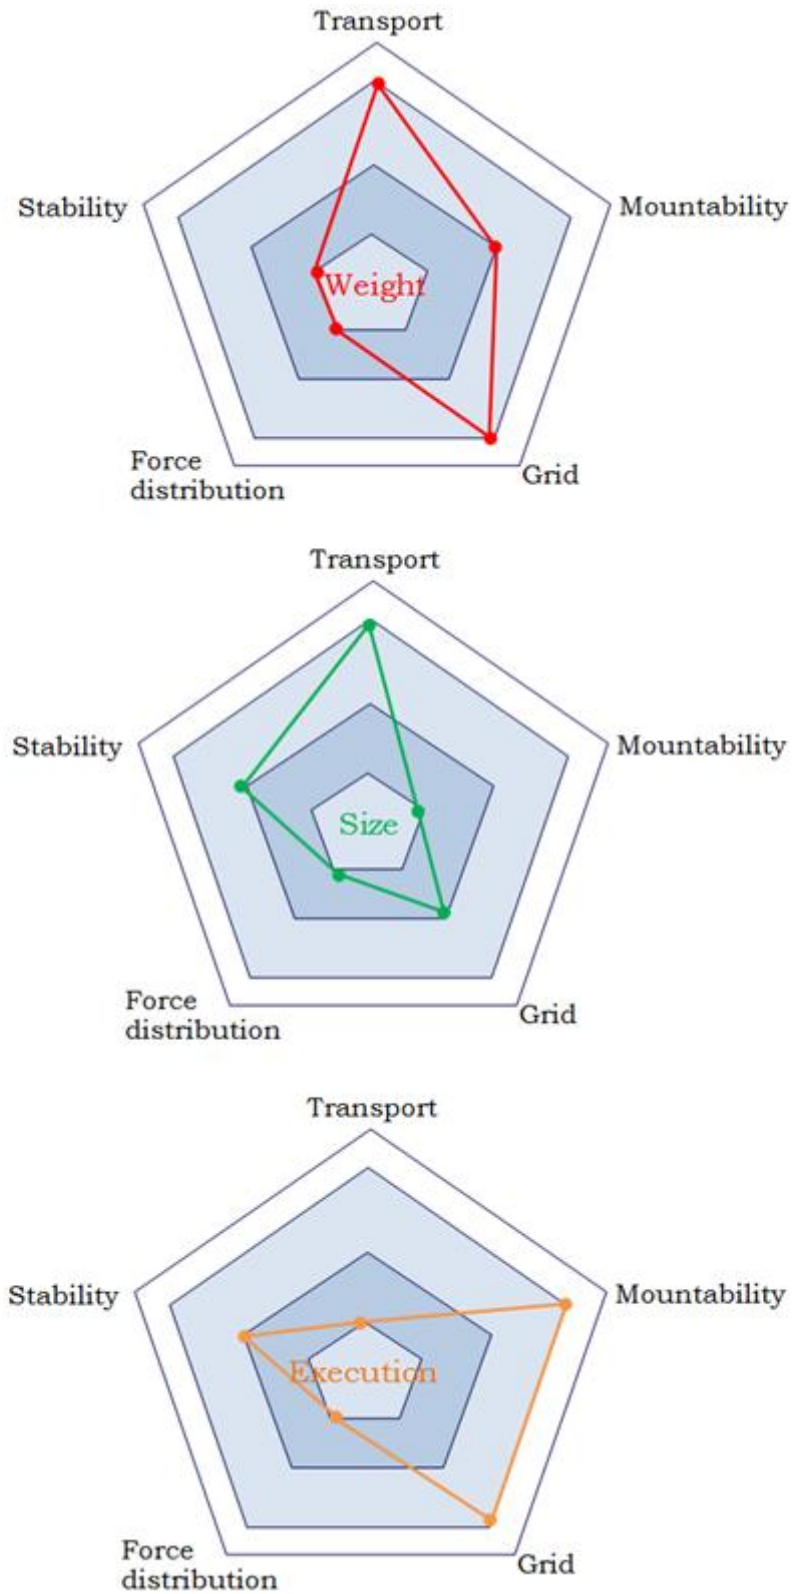 Transport
Stability
Mountability
Weight
Force
distribution
Grid
Transport
Stability
Mountability
Size
Force
distribution
Grid
Transport
Stability
Mountability
Execution
Force
distribution
Grid